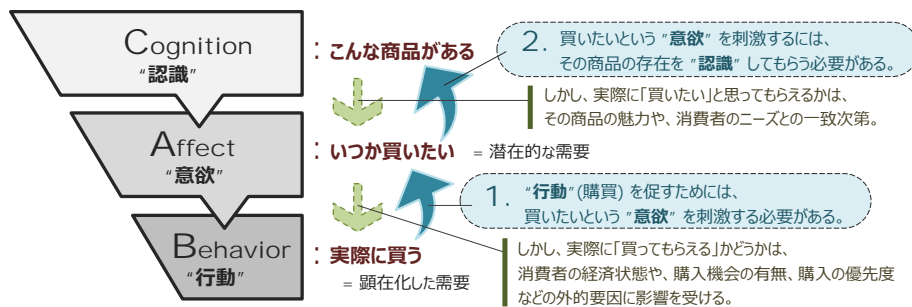 Cognition
“認識”
：こんな商品がある
2. 買いたいという ”意欲” を刺激するには、
その商品の存在を ”認識” してもらう必要がある。
しかし、実際に「買いたい」と思ってもらえるかは、
その商品の魅力や、消費者のニーズとの一致次第。
Affect
“意欲”
：いつか買いたい = 潜在的な需要
1. “行動”(購買) を促すためには、
買いたいという ”意欲” を刺激する必要がある。
Behavior
“行動”
：実際に買う
= 顕在化した需要
しかし、実際に「買ってもらえる」かどうかは、
消費者の経済状態や、購入機会の有無、購入の優先度
などの外的要因に影響を受ける。